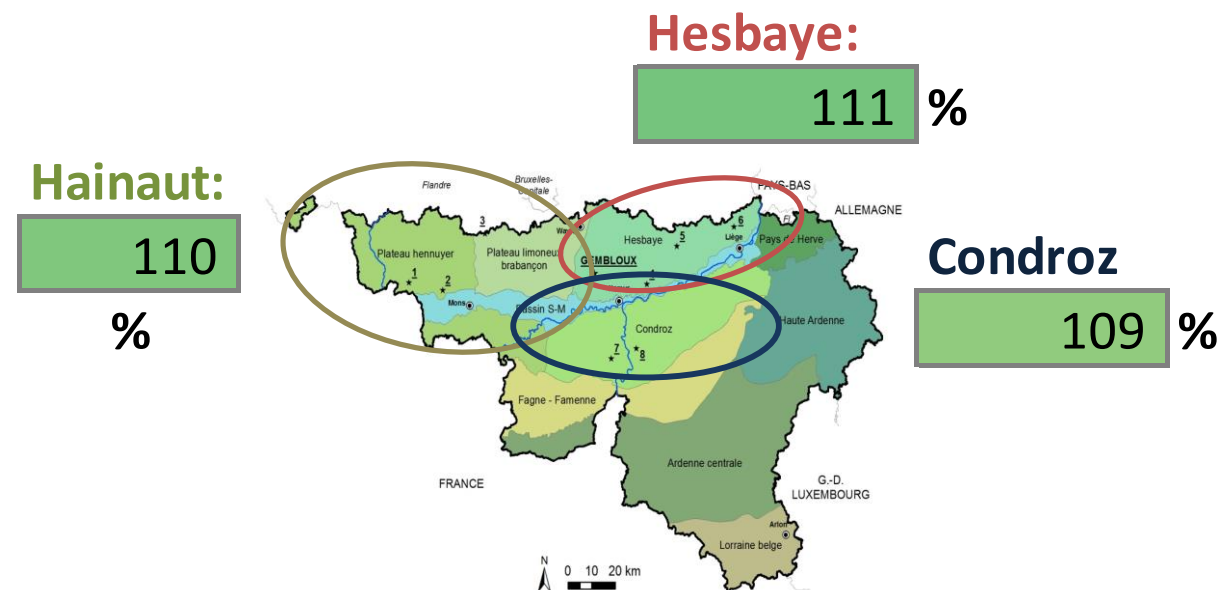 Hesbaye:
111 %
Hainaut:
110
%
Condroz
109 %
Flandre
Bruxelles-
Capitale
PAYS-BAS
ALLEMAGNE
3
6
5
Hesbaye
Liège
Pays de Herve
Plateau hennuyer
Plateau limoneux
brabançon
GEMBLOUX
1
2
4
Mons
Bassin S-M
Condroz
Haute Ardenne
7
8
Fagne - Famenne
Ardenne centrale
FRANCE
G.-D.
LUXEMBOURG
Arlon
Lorraine belge
N
0 10 20 km